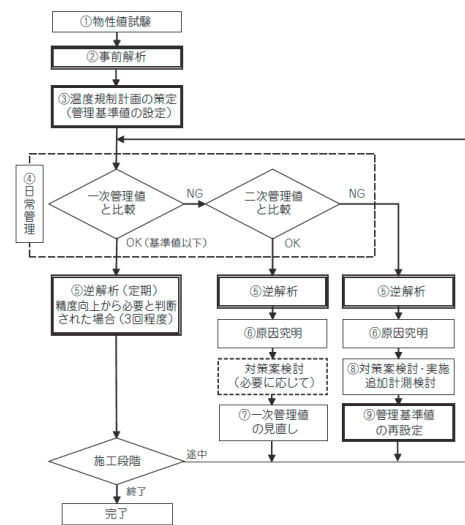 ①物性値試験
②事前解析
③温度規制計画の策定
(管理基準値の設定)
④日常管理
一次管理値
と比較
NG
二次管理値
と比較
NG
OK(基準値以下)
OK
⑤逆解析(定期)
精度向上から必要と判断
された場合(3回程度)
⑤逆解析
⑤逆解析
⑥原因究明
⑥原因究明
対策案検討
(必要に応じて)
⑧対策案検討・実施
追加計測検討
⑦一次管理値
の見直し
⑨管理基準値
の再設定
施工段階
途中
終了
完了